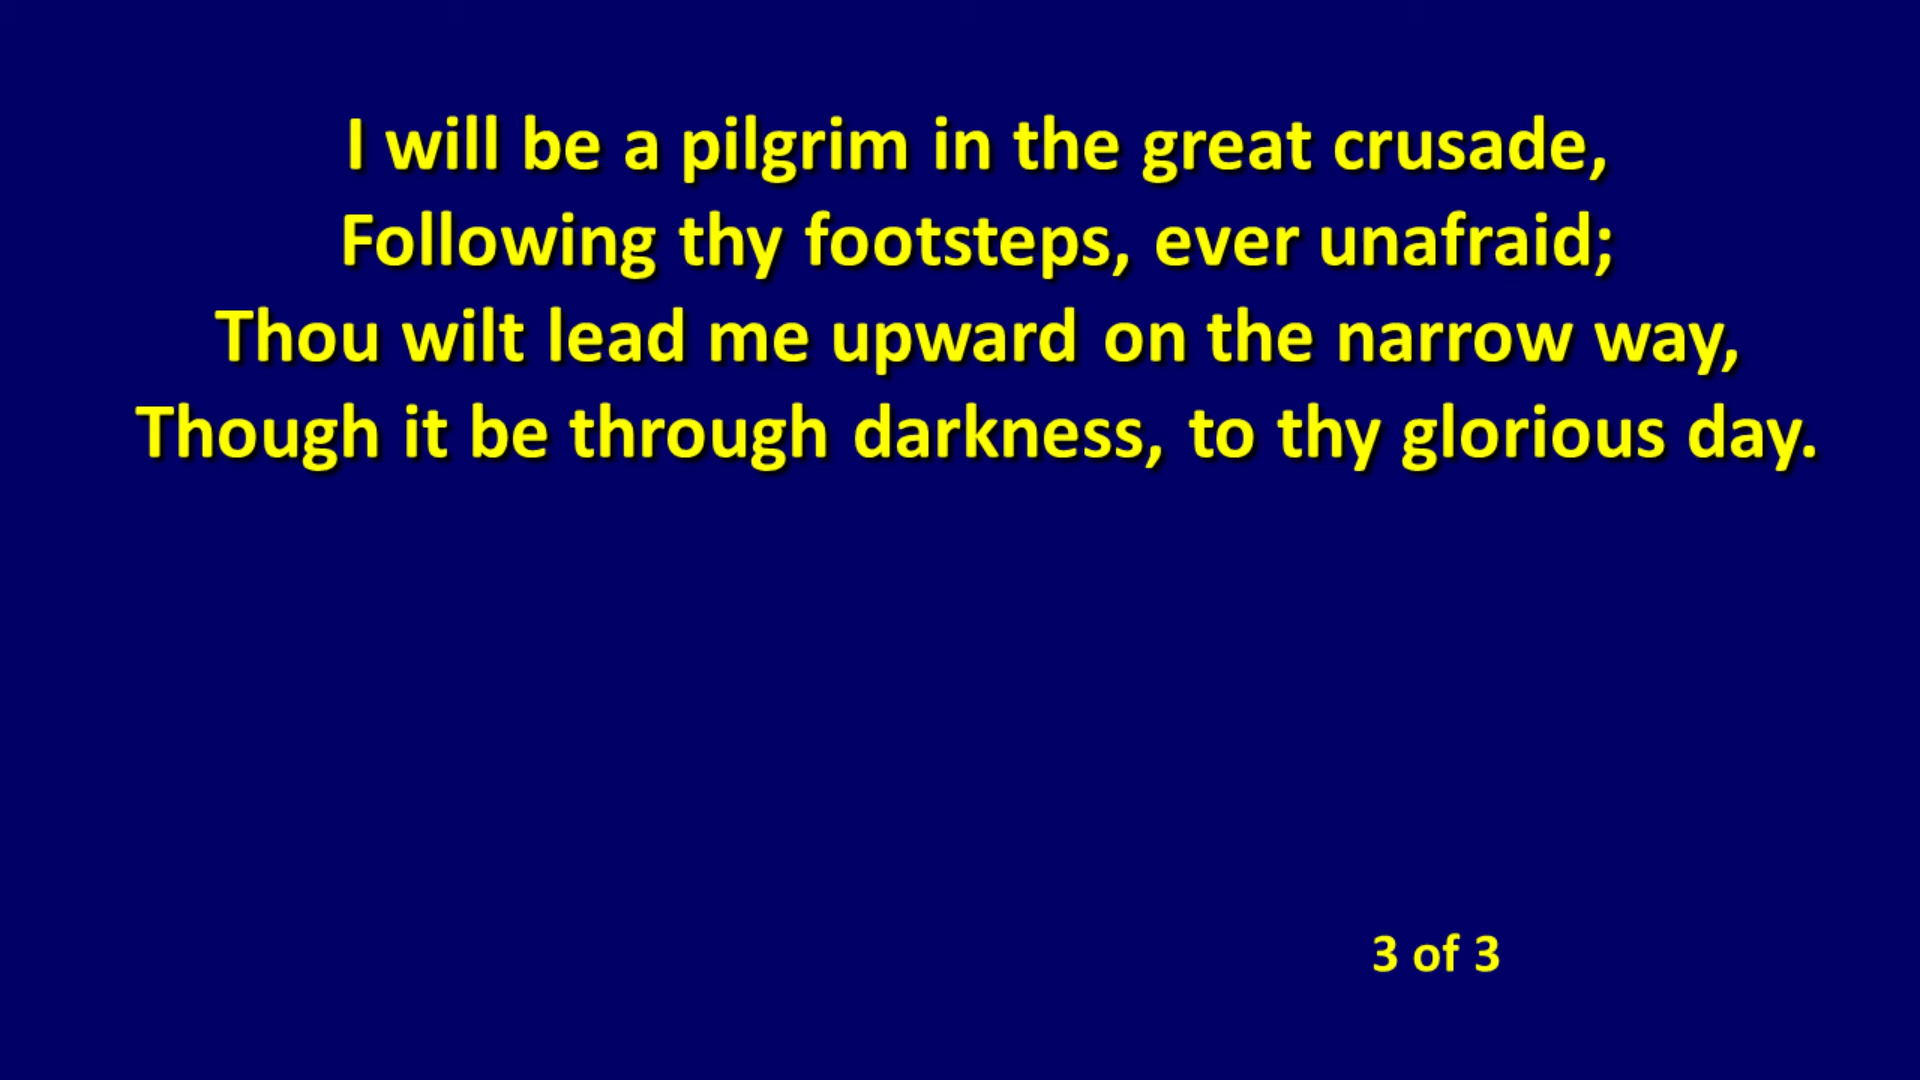 I will be a pilgrim in the great crusade,
Following thy footsteps, ever unafraid;
Thou wilt lead me upward on the narrow way,
Though it be through darkness, to thy glorious day.
3 of 3